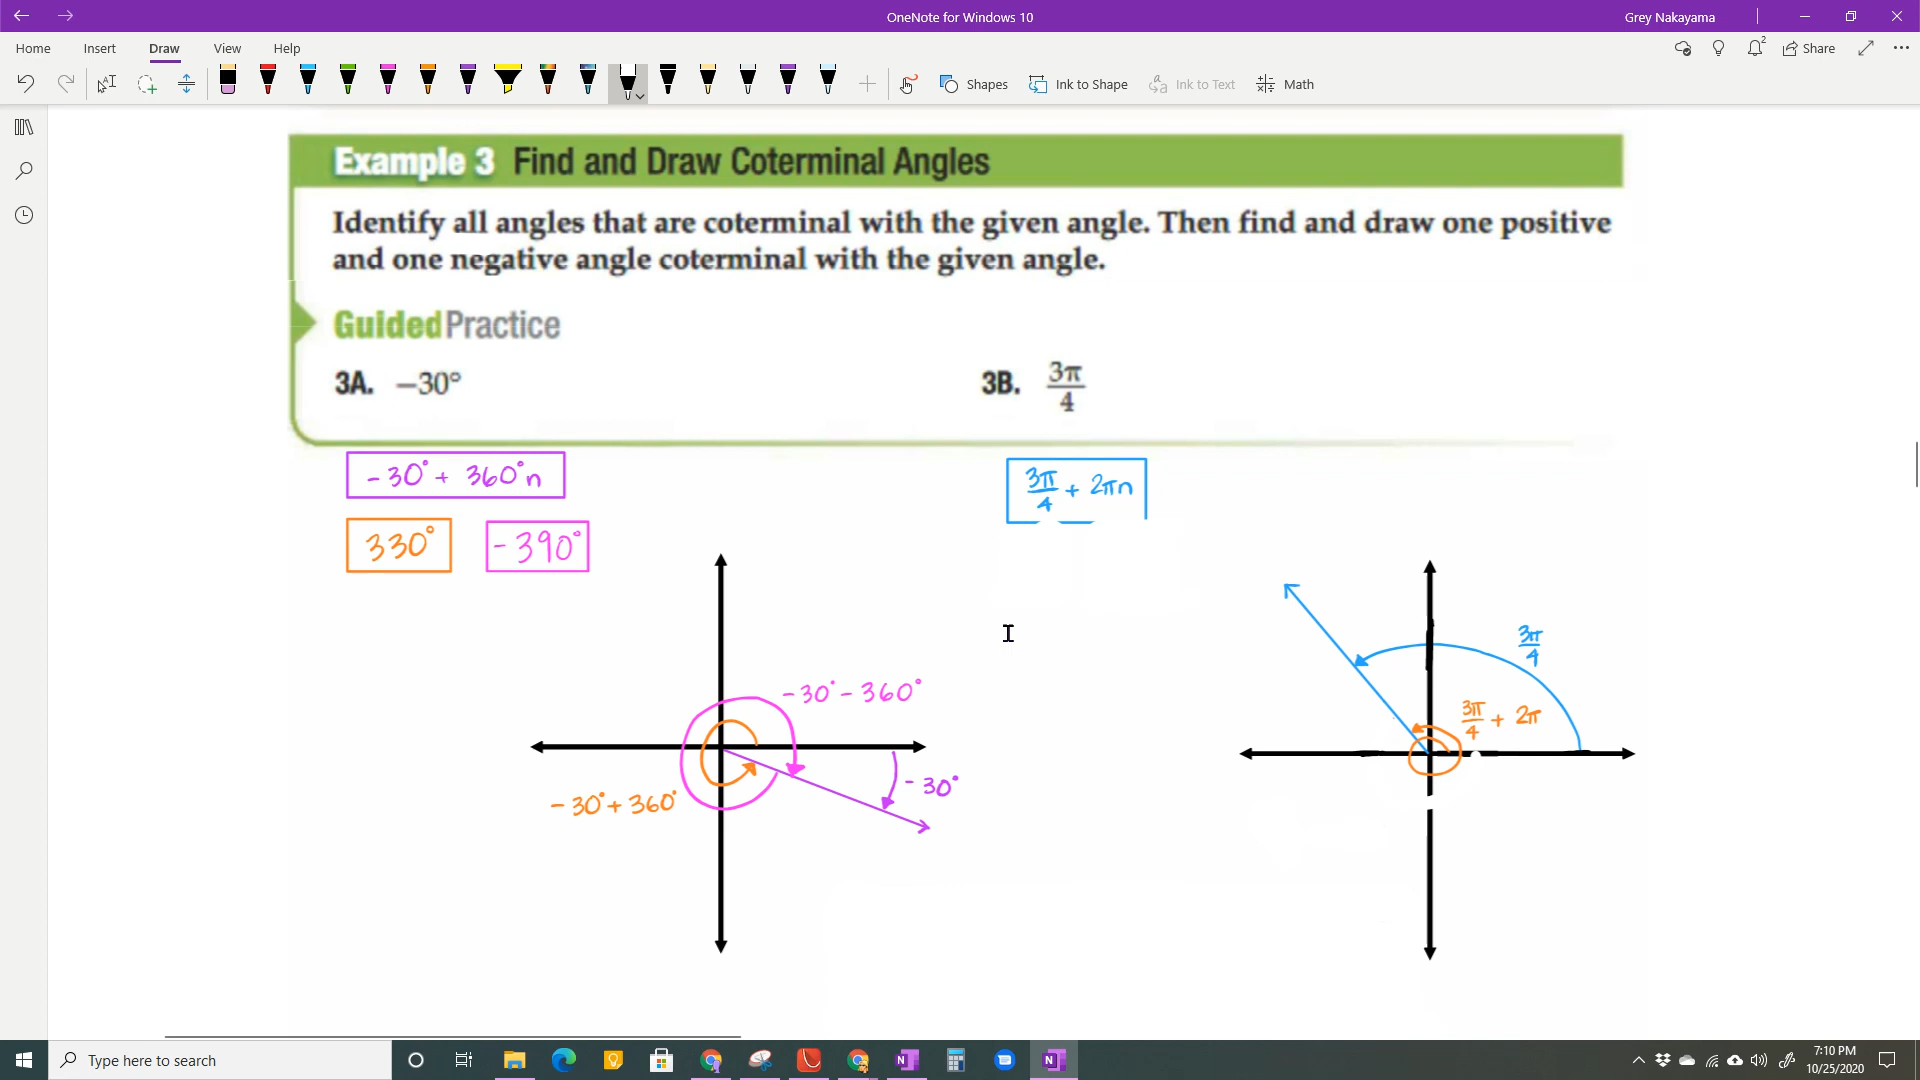 OneNote for Windows 10
Grey Nakayama
Home Insert Draw View Help
2
Share
Shapes
Ink to Shape
Ink to Text
Math
Example 3 Find and Draw Coterminal Angles
Identify all angles that are coterminal with the given angle. Then find and draw one positive
and one negative angle coterminal with the given angle.
GuidedPractice
3A. −30°
3B. 3π/4
-30° + 360°n
3π/4 + 2πn
330°
-390°
-30° - 360°
-30°
-30° + 360°
3π/4
3π/4 + 2π
Type here to search
7:10 PM
10/25/2020